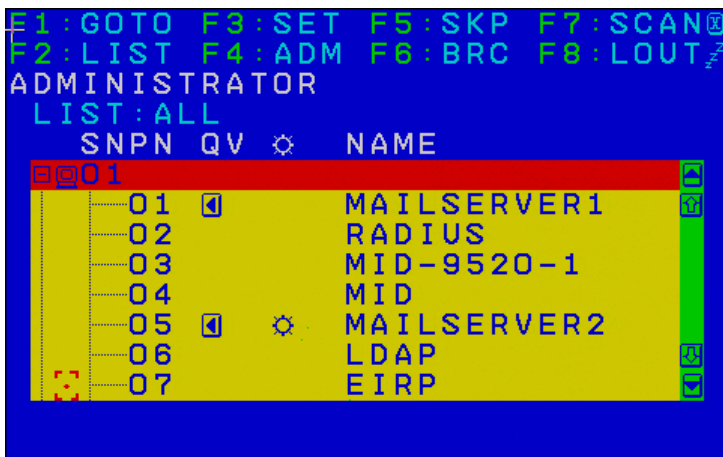 F1:GOTO F3:SET F5:SKP F7:SCAN
F2:LIST F4:ADM F6:BRC F8:LOUT zz
ADMINISTRATOR
LIST:ALL
SNPN QV NAME
01
01 MAILSERVER1
02 RADIUS
03 MID-9520-1
04 MID
05 MAILSERVER2
06 LDAP
07 EIRP